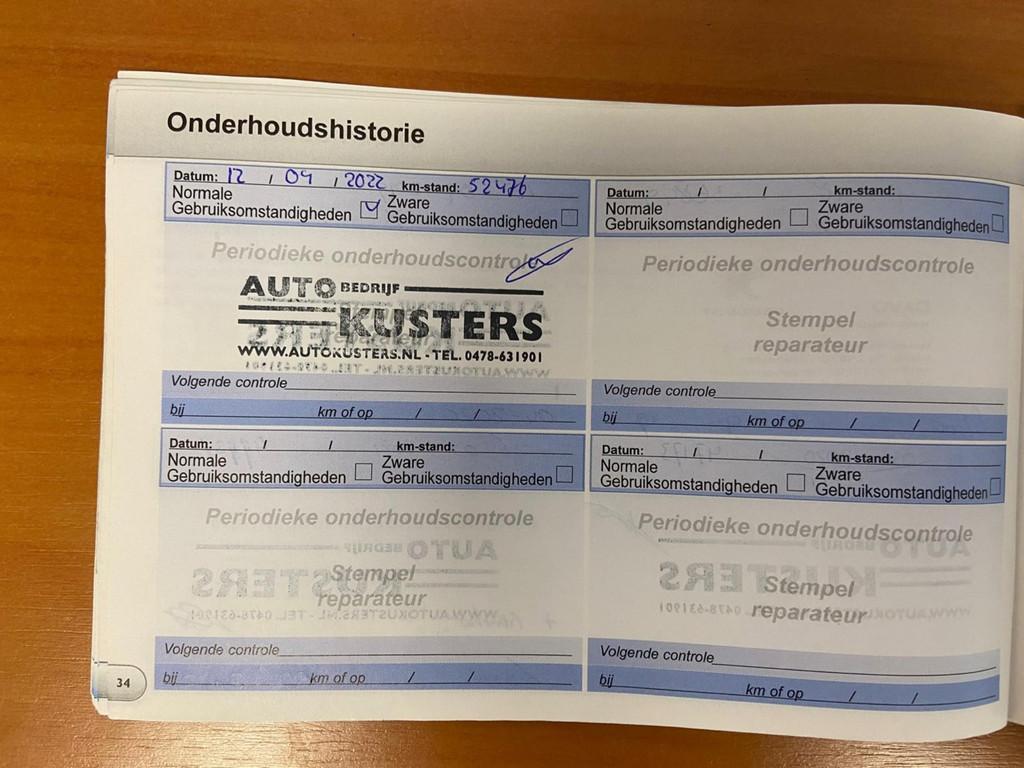 Onderhoudshistorie
Datum: 12 / 04 / 2022 km-stand: 52476
Normale Gebruiksomstandigheden Zware Gebruiksomstandigheden
Periodieke onderhoudscontrole
AUTO BEDRIJF
KUSTERS
WWW.AUTOKUSTERS.NL - TEL. 0478-631901
Volgende controle
bij km of op / /
Datum: / / km-stand:
Normale Gebruiksomstandigheden Zware Gebruiksomstandigheden
Periodieke onderhoudscontrole
Stempel
reparateur
Volgende controle
bij km of op / /
Datum: / / km-stand:
Normale Gebruiksomstandigheden Zware Gebruiksomstandigheden
Periodieke onderhoudscontrole
Stempel
reparateur
Volgende controle
bij km of op / /
Datum: / / km-stand:
Normale Gebruiksomstandigheden Zware Gebruiksomstandigheden
Periodieke onderhoudscontrole
Stempel
reparateur
Volgende controle
bij km of op / /
34